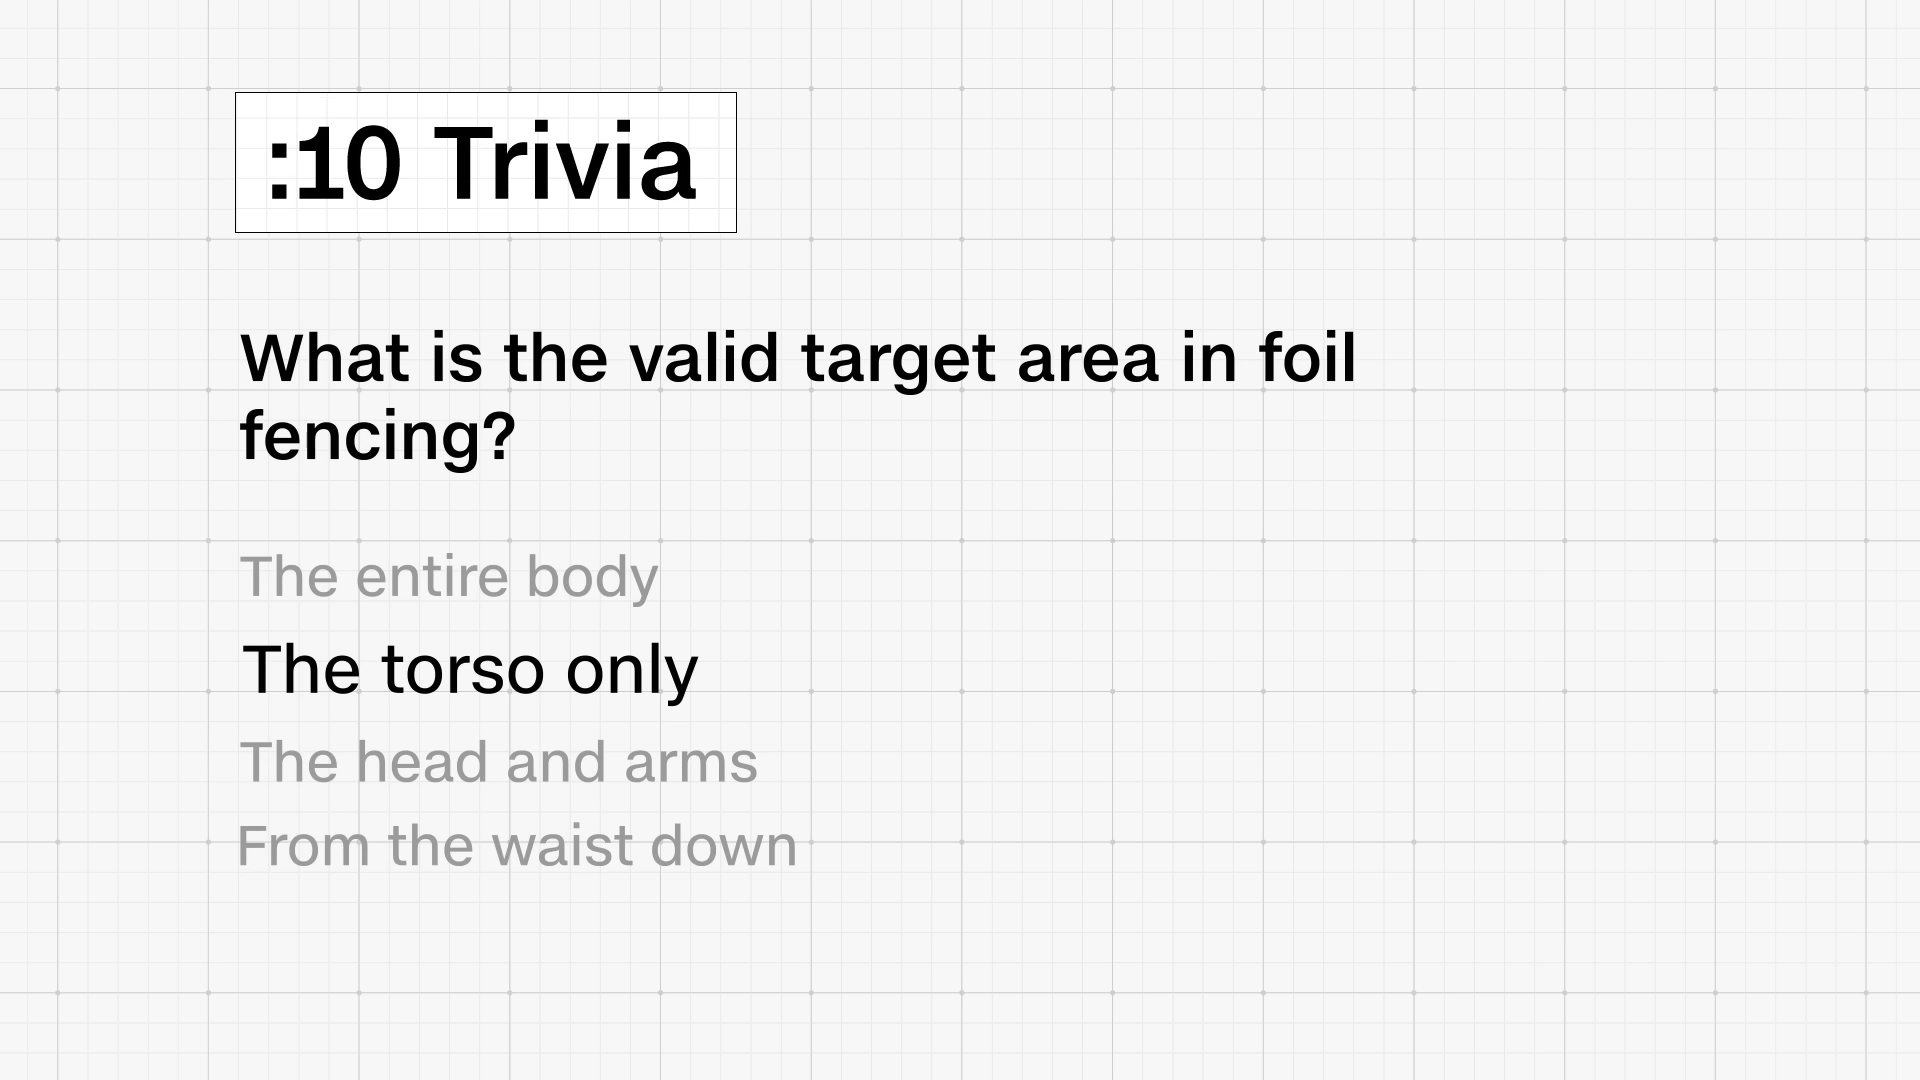 :10 Trivia
What is the valid target area in foil
fencing?
The entire body
The torso only
The head and arms
From the waist down